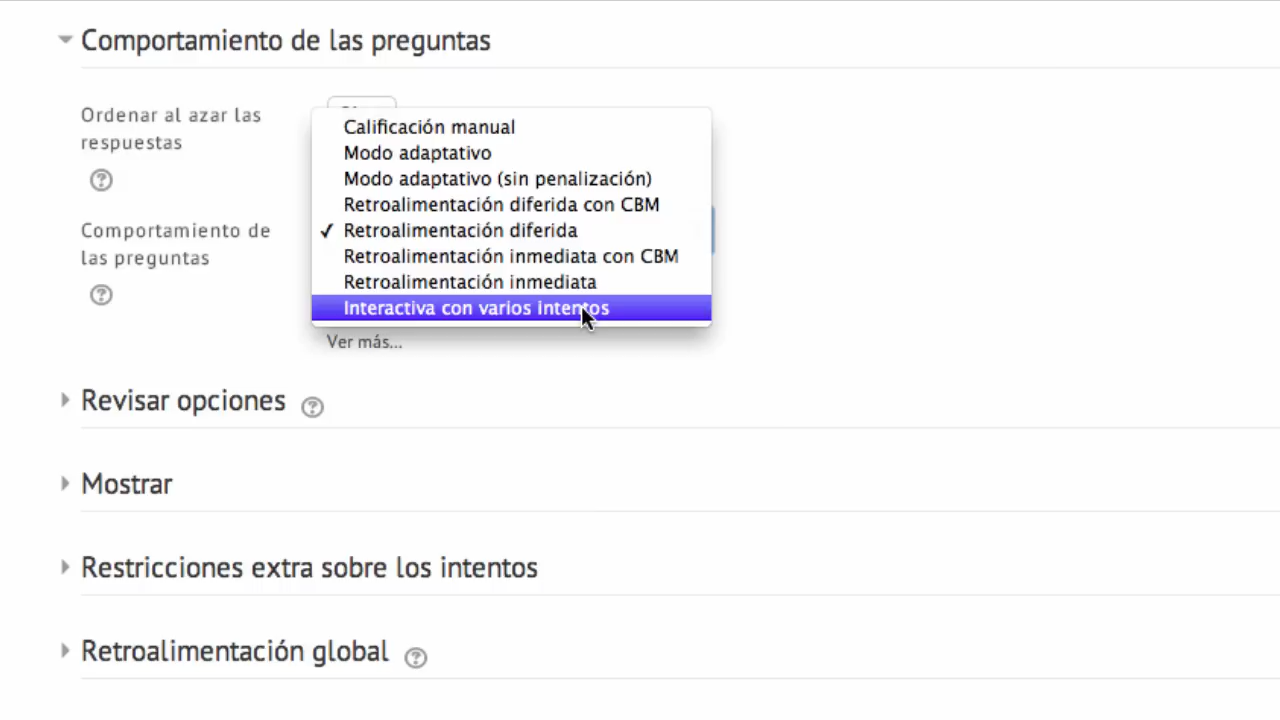 Comportamiento de las preguntas
Ordenar al azar las
respuestas
Calificación manual
Modo adaptativo
Modo adaptativo (sin penalización)
Retroalimentación diferida con CBM
Comportamiento de
las preguntas
✓ Retroalimentación diferida
Retroalimentación inmediata con CBM
Retroalimentación inmediata
Interactiva con varios intentos
Ver más...
Revisar opciones
Mostrar
Restricciones extra sobre los intentos
Retroalimentación global